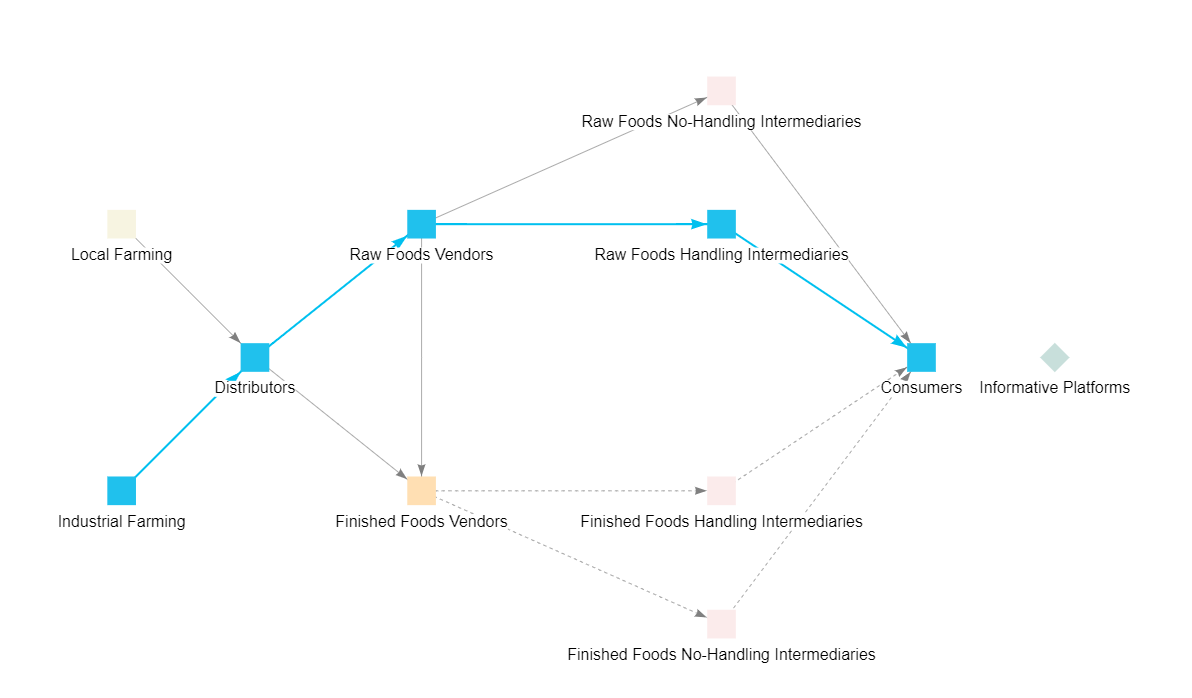 Raw Foods No-Handling Intermediaries
Local Farming
Raw Foods Vendors
Raw Foods Handling Intermediaries
Distributors
Consumers
Informative Platforms
Industrial Farming
Finished Foods Vendors
Finished Foods Handling Intermediaries
Finished Foods No-Handling Intermediaries